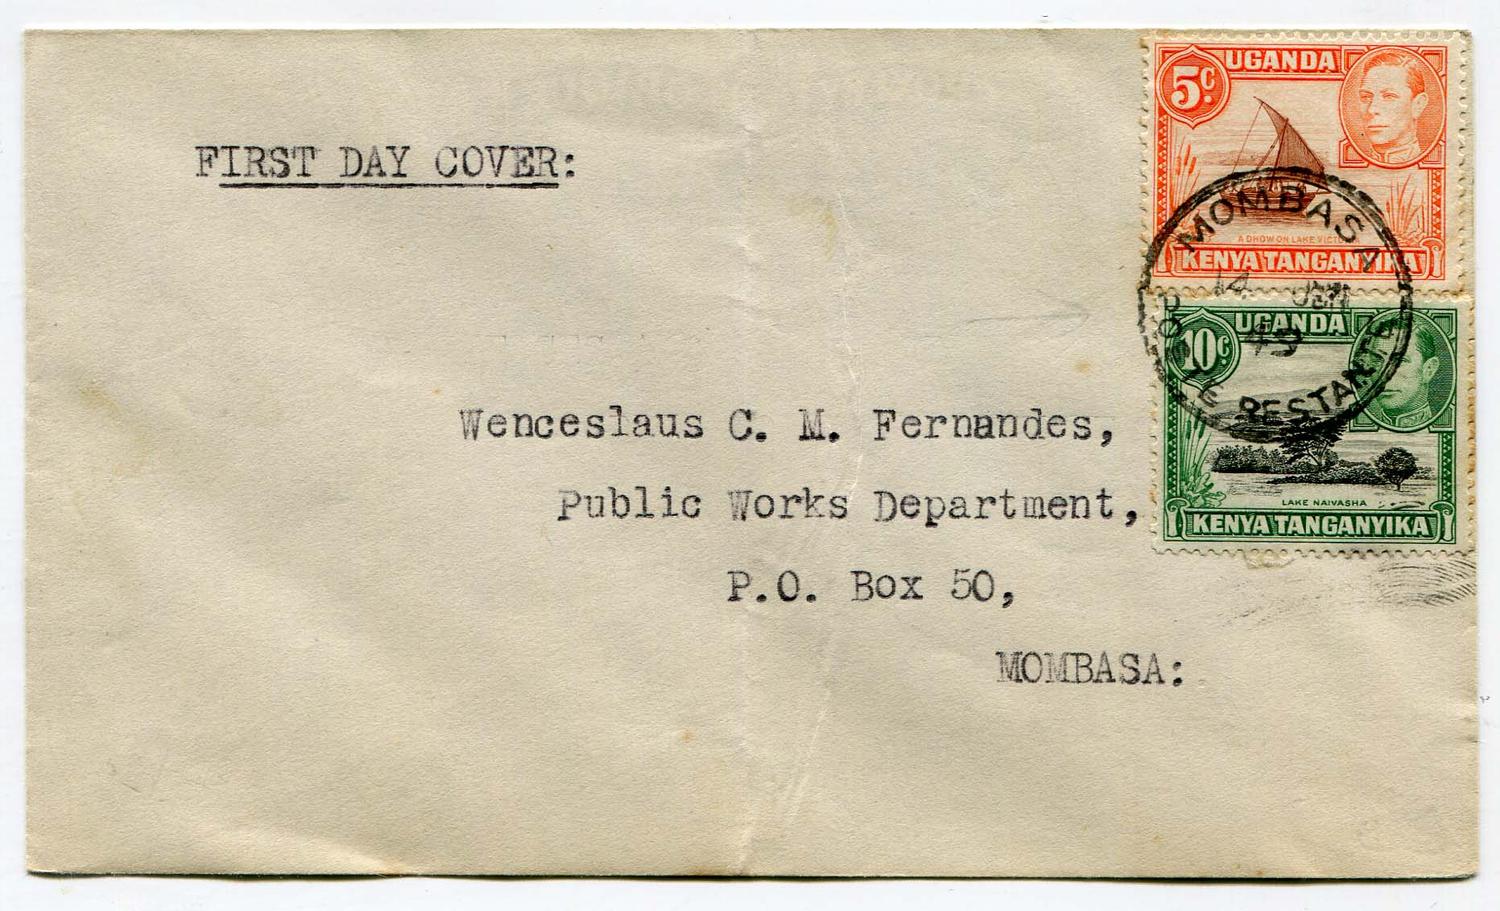 FIRST DAY COVER:
5c.
UGANDA
A DHOW ON LAKE
KENYA TANGANYIKA
MOMBASA
14
49
POSTE RESTANTE
10c.
UGANDA
LAKE NAIVASHA
KENYA TANGANYIKA
Wenceslaus C. M. Fernandes,
Public Works Department,
P.O. Box 50,
MOMBASA: